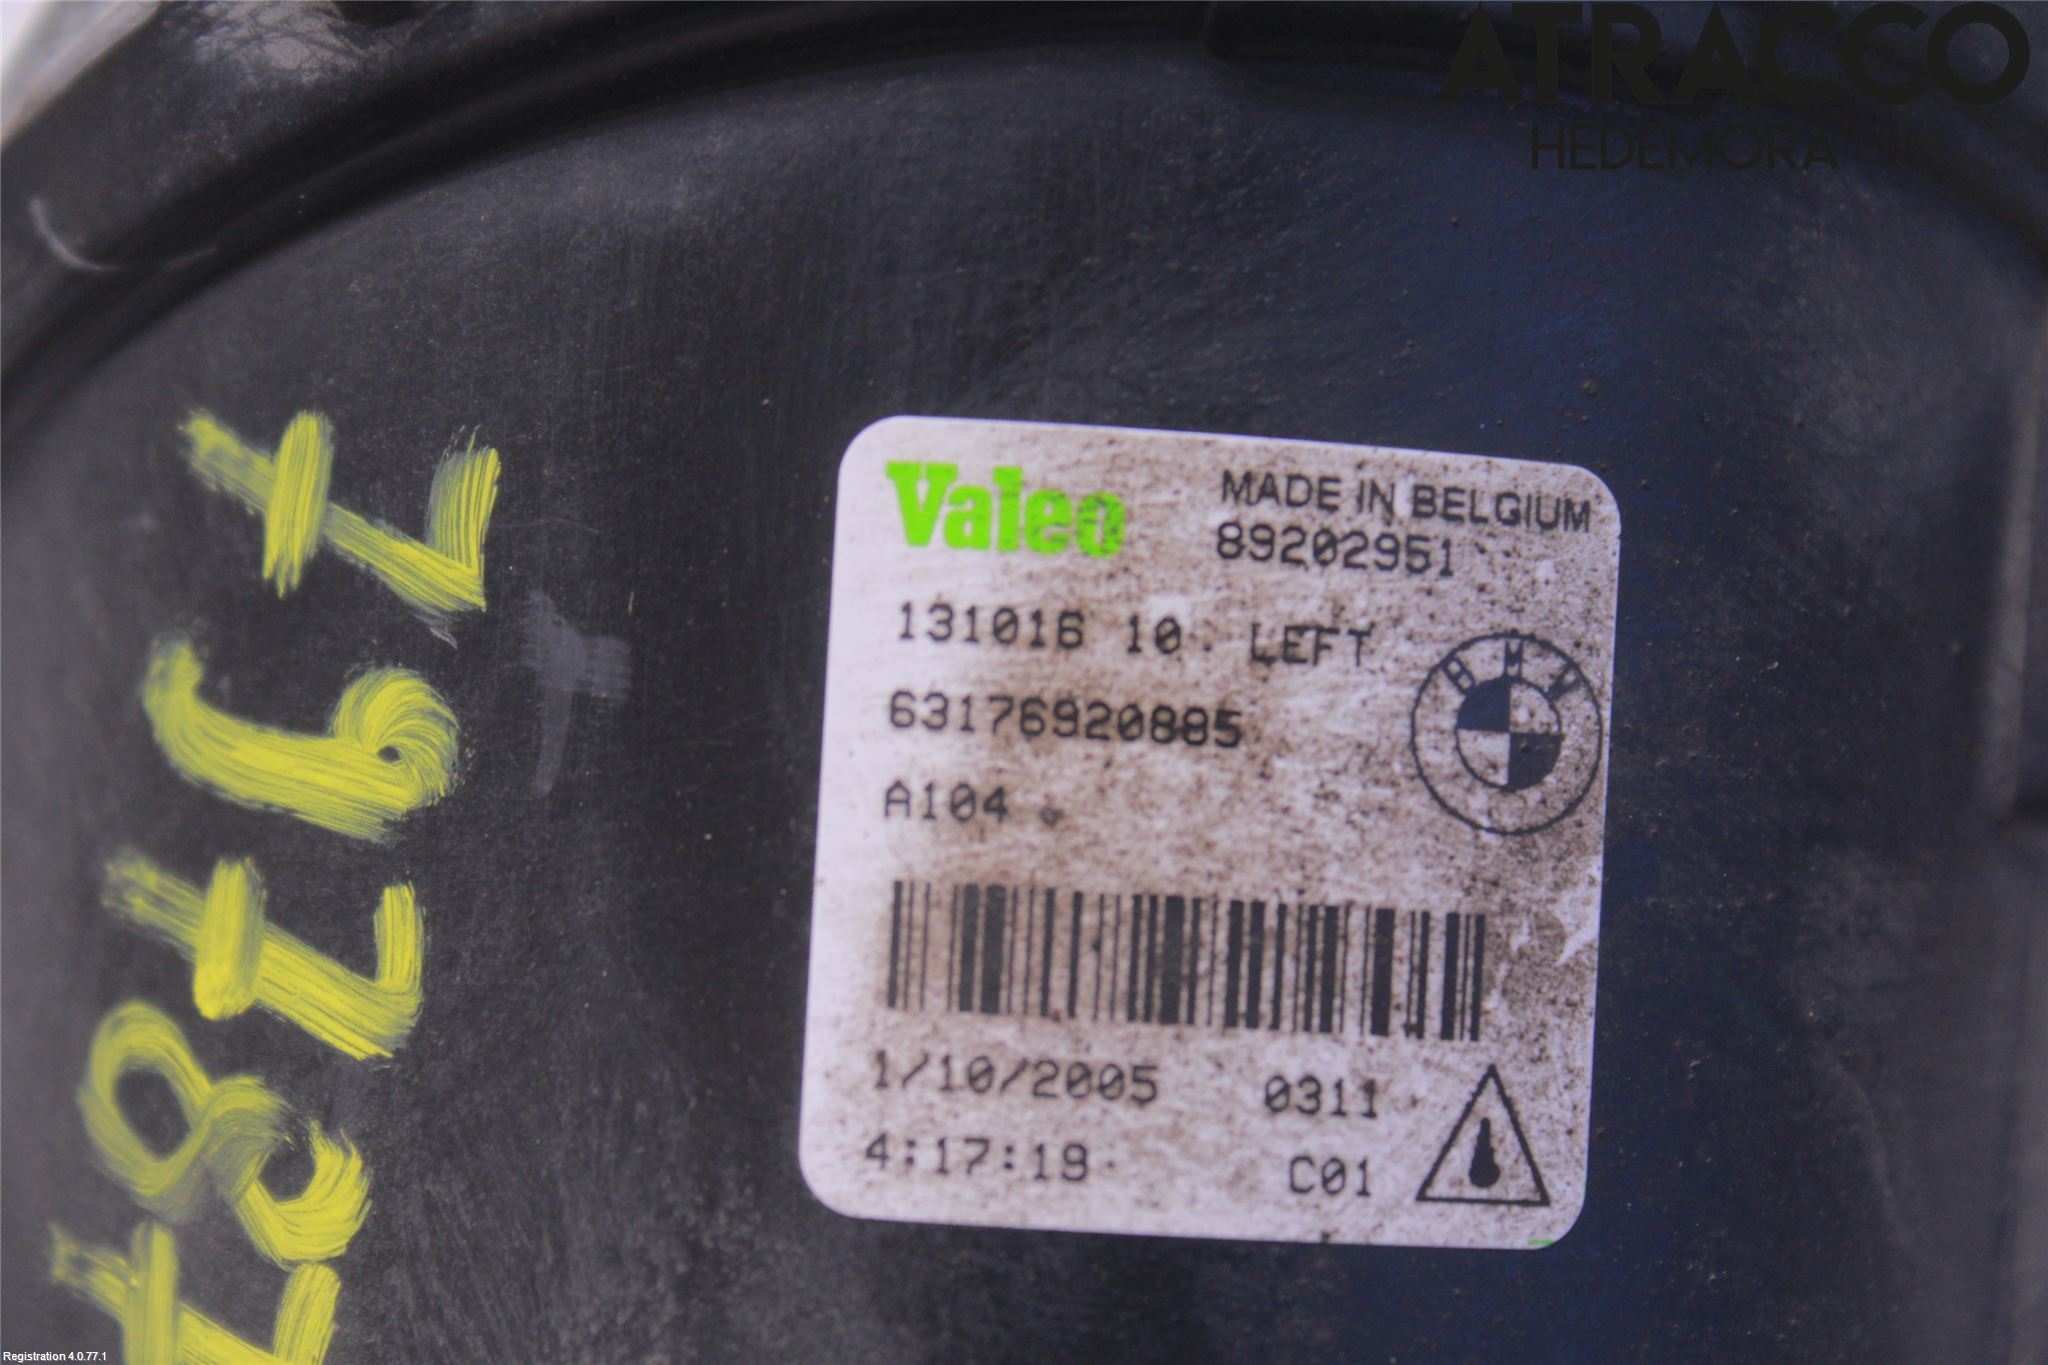 ATRACCO
HEDEMORA
Valeo
MADE IN BELGIUM
89202951
131016 10. LEFT
63176920885
BMW
A104
1/10/2005 0311
4:17:19 C01
Registration 4.0.77.1